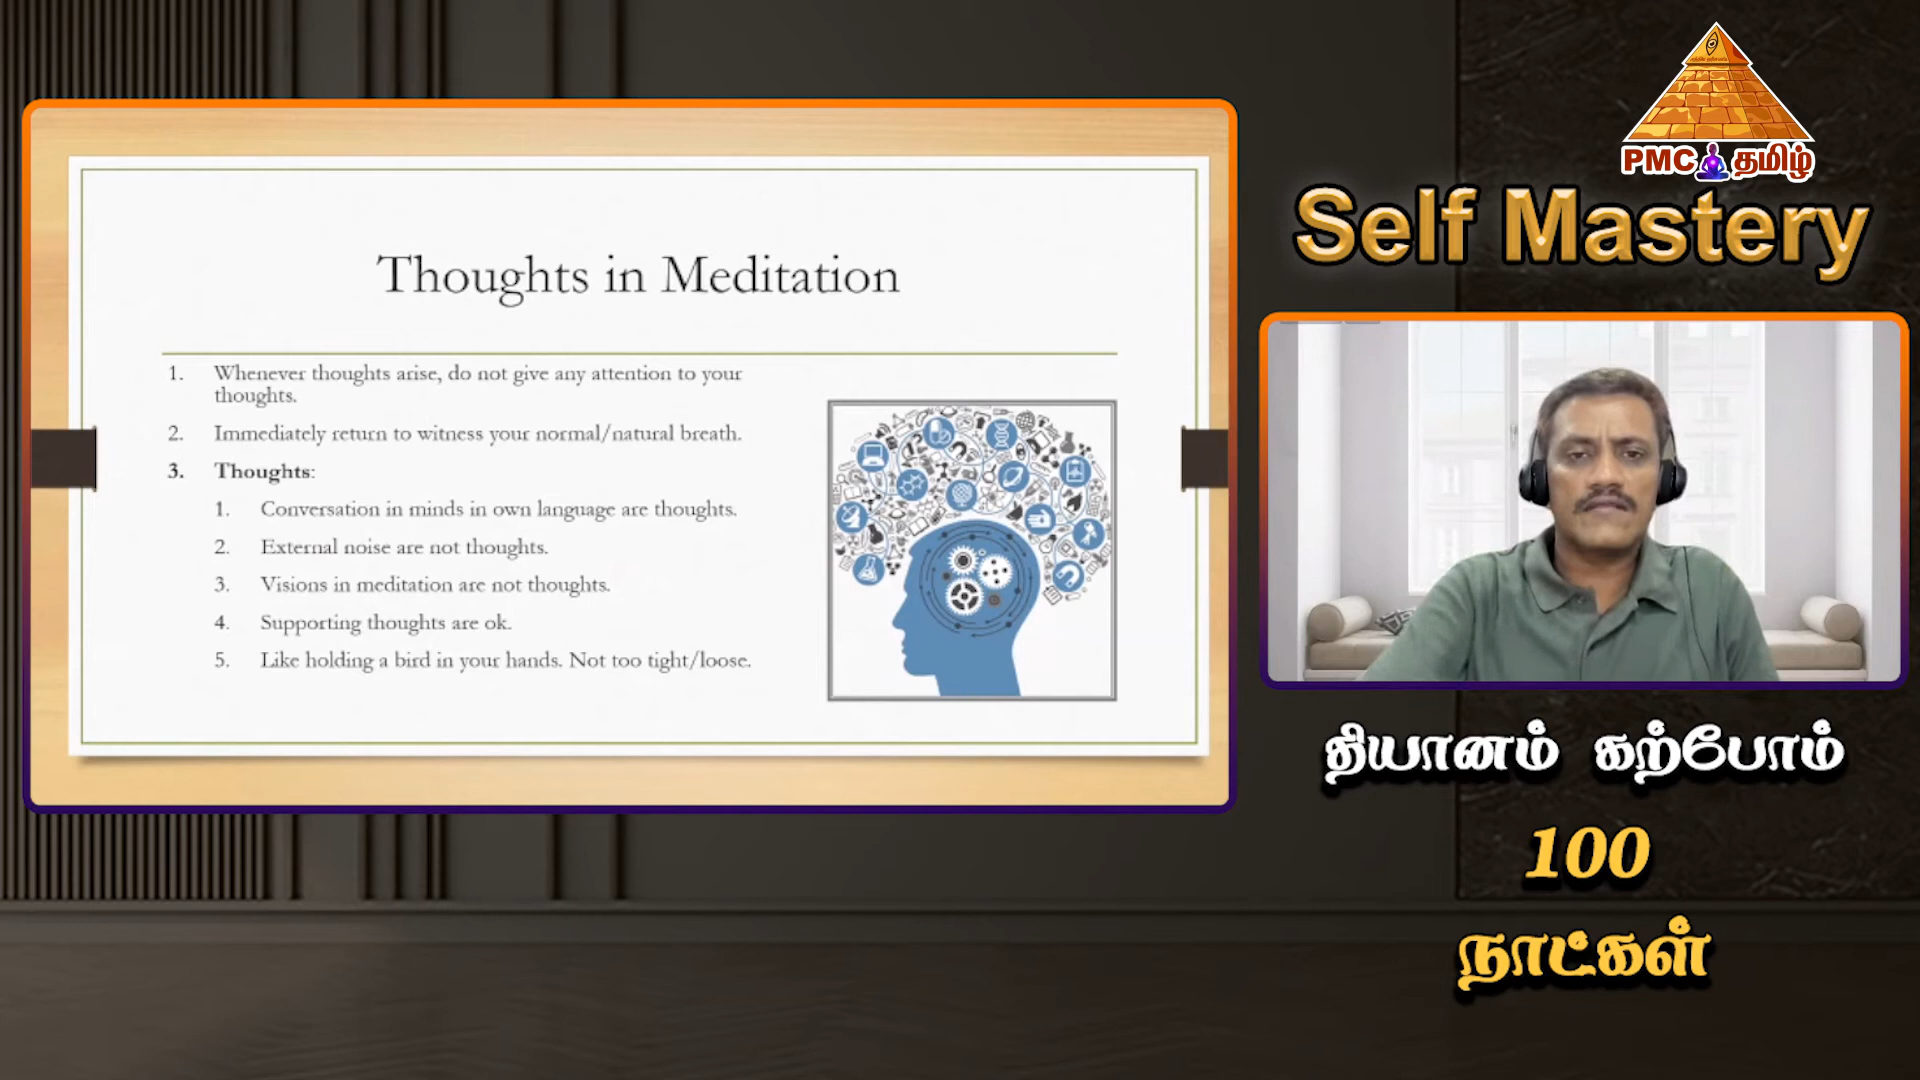 Thoughts in Meditation
1. Whenever thoughts arise, do not give any attention to your
thoughts.
2. Immediately return to witness your normal/natural breath.
3. Thoughts:
1. Conversation in minds in own language are thoughts.
2. External noise are not thoughts.
3. Visions in meditation are not thoughts.
4. Supporting thoughts are ok.
5. Like holding a bird in your hands. Not too tight/loose.
PMC தமிழ்
Self Mastery
தியானம் கற்போம்
100
நாட்கள்